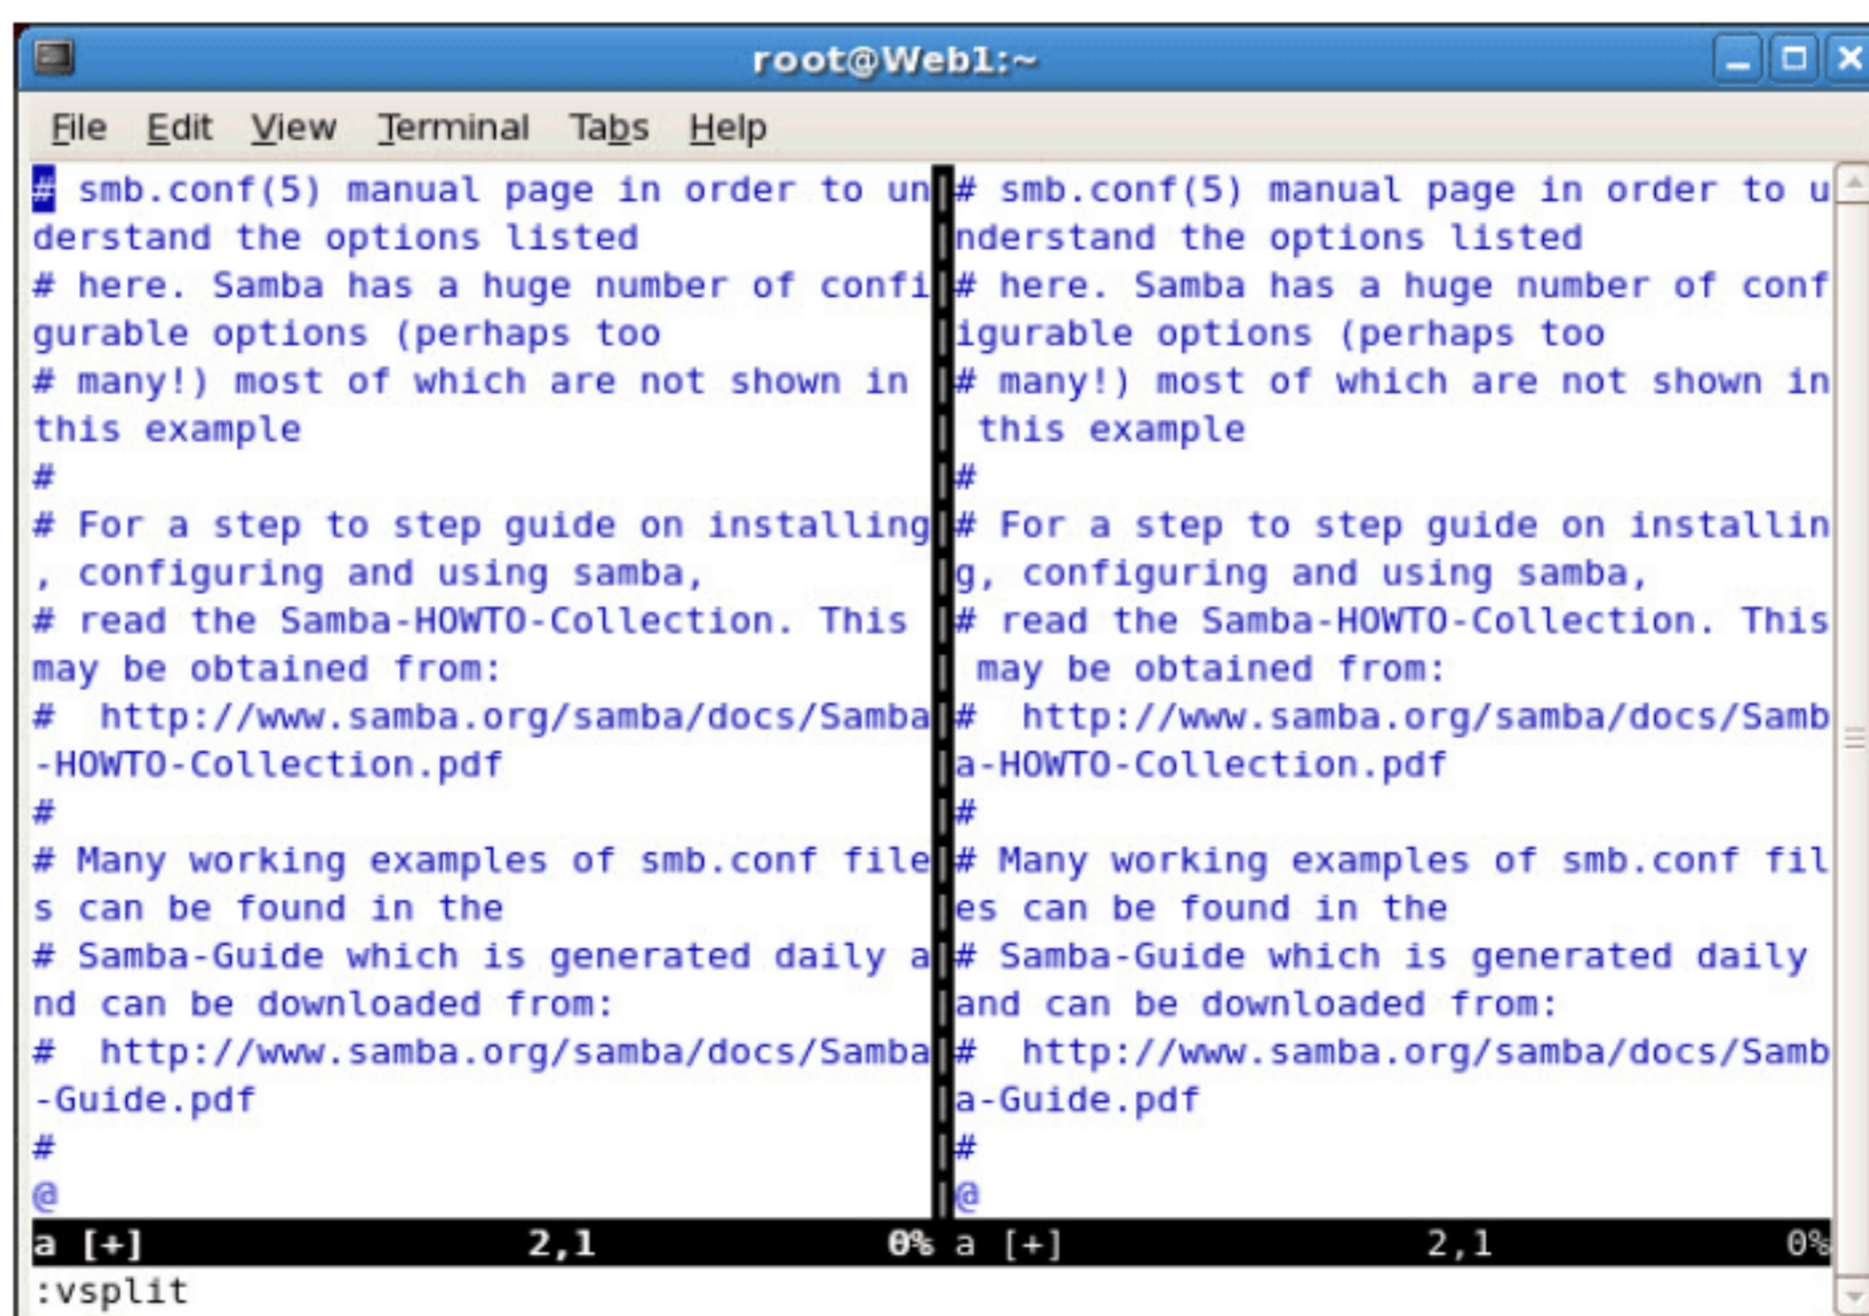 root@Web1:~
File Edit View Terminal Tabs Help
# smb.conf(5) manual page in order to un
derstand the options listed
# here. Samba has a huge number of confi
gurable options (perhaps too
# many!) most of which are not shown in
this example
#
# For a step to step guide on installing
, configuring and using samba,
# read the Samba-HOWTO-Collection. This
may be obtained from:
#  http://www.samba.org/samba/docs/Samba
-HOWTO-Collection.pdf
#
# Many working examples of smb.conf file
s can be found in the
# Samba-Guide which is generated daily a
nd can be downloaded from:
#  http://www.samba.org/samba/docs/Samba
-Guide.pdf
#
@
a [+] 2,1 0%
# smb.conf(5) manual page in order to u
nderstand the options listed
# here. Samba has a huge number of conf
igurable options (perhaps too
# many!) most of which are not shown in
 this example
#
# For a step to step guide on installin
g, configuring and using samba,
# read the Samba-HOWTO-Collection. This
 may be obtained from:
#  http://www.samba.org/samba/docs/Samb
a-HOWTO-Collection.pdf
#
# Many working examples of smb.conf fil
es can be found in the
# Samba-Guide which is generated daily
and can be downloaded from:
#  http://www.samba.org/samba/docs/Samb
a-Guide.pdf
#
@
a [+] 2,1 0%
:vsplit